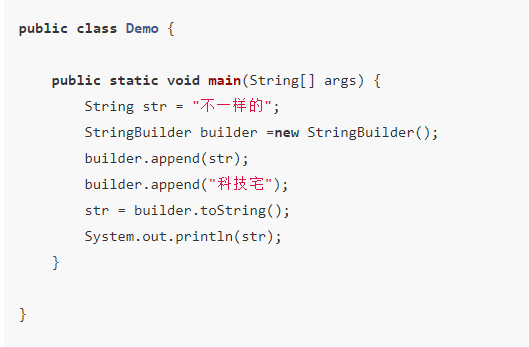 public class Demo {
public static void main(String[] args) {
String str = "不一样的";
StringBuilder builder =new StringBuilder();
builder.append(str);
builder.append("科技宅");
str = builder.toString();
System.out.println(str);
}
}